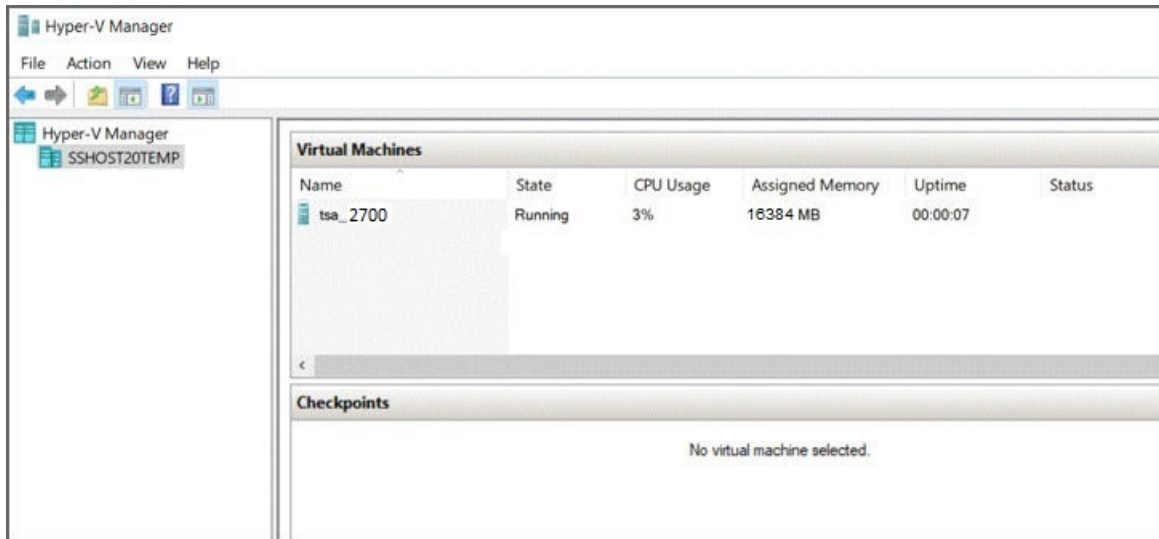 Hyper-V Manager
File Action View Help
Hyper-V Manager
SSHOST20TEMP
Virtual Machines
Name State CPU Usage Assigned Memory Uptime Status
tsa_2700 Running 3% 16384 MB 00:00:07
Checkpoints
No virtual machine selected.